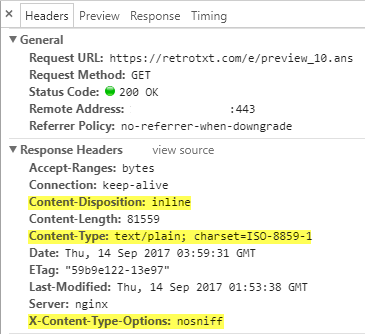 × Headers Preview Response Timing
▼ General
Request URL: https://retrotxt.com/e/preview_10.ans
Request Method: GET
Status Code: 200 OK
Remote Address: :443
Referrer Policy: no-referrer-when-downgrade
▼ Response Headers view source
Accept-Ranges: bytes
Connection: keep-alive
Content-Disposition: inline
Content-Length: 81559
Content-Type: text/plain; charset=ISO-8859-1
Date: Thu, 14 Sep 2017 03:59:31 GMT
ETag: "59b9e122-13e97"
Last-Modified: Thu, 14 Sep 2017 01:53:38 GMT
Server: nginx
X-Content-Type-Options: nosniff